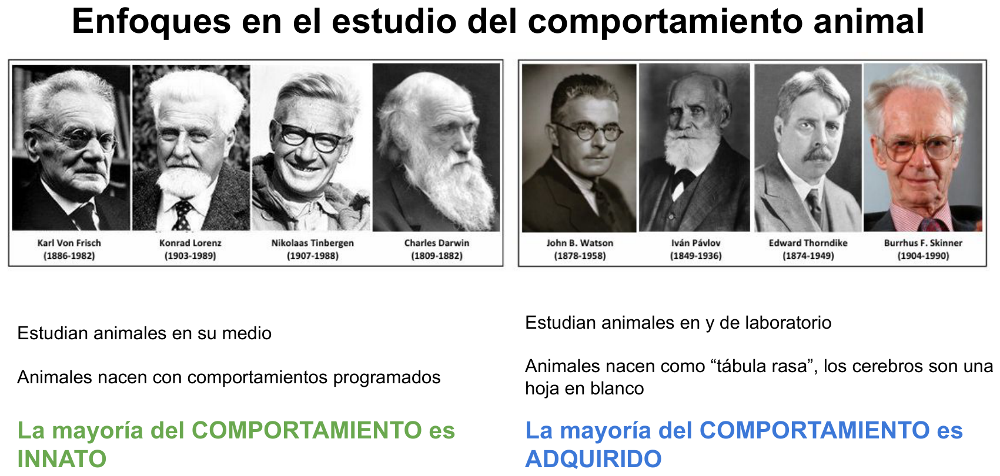 Enfoques en el estudio del comportamiento animal
Karl Von Frisch
(1886-1982)
Konrad Lorenz
(1903-1989)
Nikolaas Tinbergen
(1907-1988)
Charles Darwin
(1809-1882)
John B. Watson
(1878-1958)
Iván Pávlov
(1849-1936)
Edward Thorndike
(1874-1949)
Burrhus F. Skinner
(1904-1990)
Estudian animales en su medio
Animales nacen con comportamientos programados
La mayoría del COMPORTAMIENTO es
INNATO
Estudian animales en y de laboratorio
Animales nacen como “tábula rasa”, los cerebros son una
hoja en blanco
La mayoría del COMPORTAMIENTO es
ADQUIRIDO